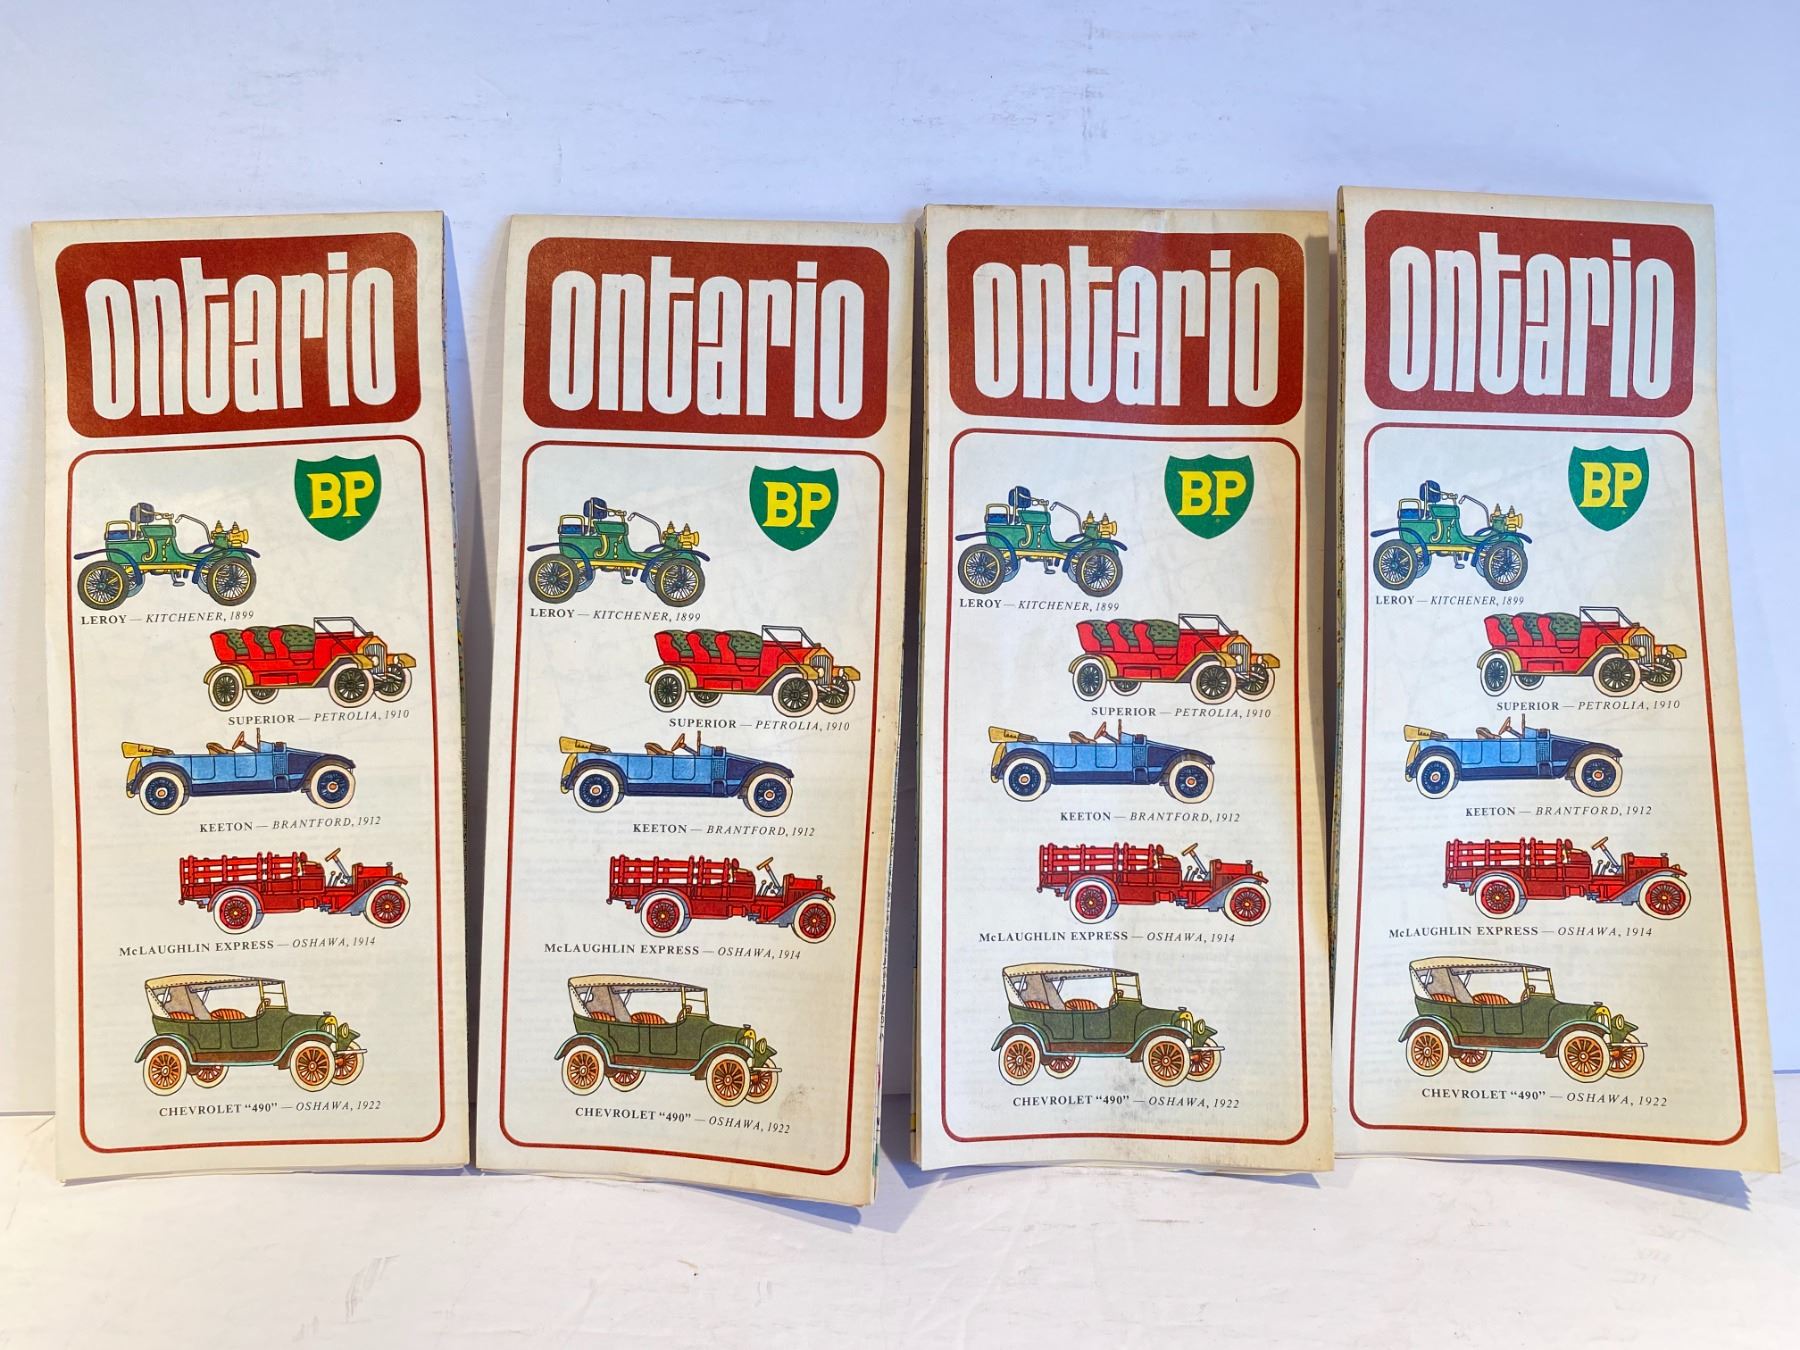 ontario
BP
LEROY — KITCHENER, 1899
SUPERIOR — PETROLIA, 1910
KEETON — BRANTFORD, 1912
McLAUGHLIN EXPRESS — OSHAWA, 1914
CHEVROLET “490” — OSHAWA, 1922
ontario
BP
LEROY — KITCHENER, 1899
SUPERIOR — PETROLIA, 1910
KEETON — BRANTFORD, 1912
McLAUGHLIN EXPRESS — OSHAWA, 1914
CHEVROLET “490” — OSHAWA, 1922
ontario
BP
LEROY — KITCHENER, 1899
SUPERIOR — PETROLIA, 1910
KEETON — BRANTFORD, 1912
McLAUGHLIN EXPRESS — OSHAWA, 1914
CHEVROLET “490” — OSHAWA, 1922
ontario
BP
LEROY — KITCHENER, 1899
SUPERIOR — PETROLIA, 1910
KEETON — BRANTFORD, 1912
McLAUGHLIN EXPRESS — OSHAWA, 1914
CHEVROLET “490” — OSHAWA, 1922